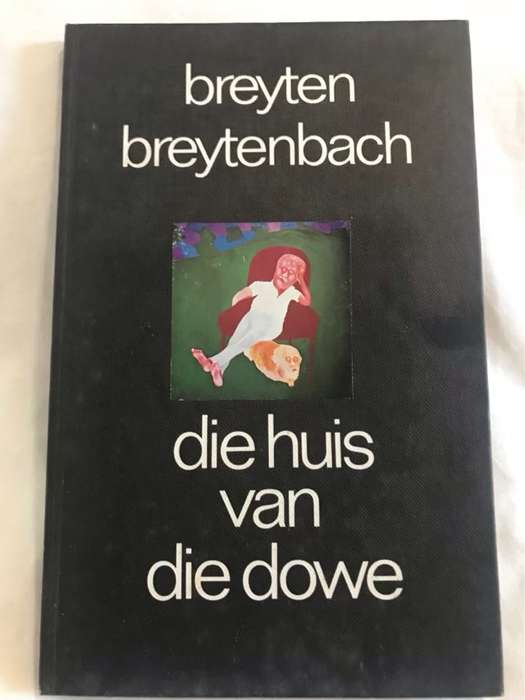 breyten
breytenbach
die huis
van
die dowe